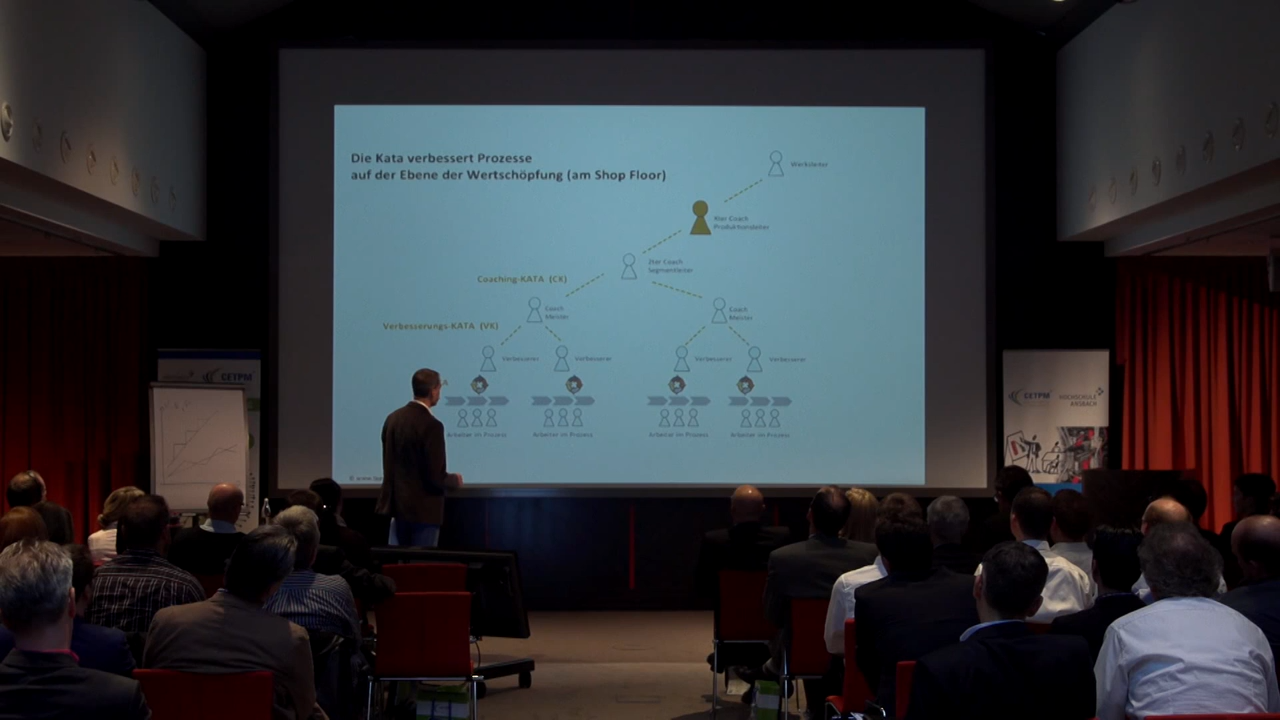 Die Kata verbessert Prozesse
auf der Ebene der Wertschöpfung (am Shop Floor)
Werksleiter
Coach
Produktionsleiter
2ter Coach
Segmentleiter
Coaching-KATA (CK)
Coach
Meister
Coach
Meister
Verbesserungs-KATA (VK)
Verbesserer
Verbesserer
Verbesserer
Verbesserer
Arbeiter im Prozess
Arbeiter im Prozess
Arbeiter im Prozess
Arbeiter im Prozess
CETPM
CETPM
HOCHSCHULE
ANSBACH